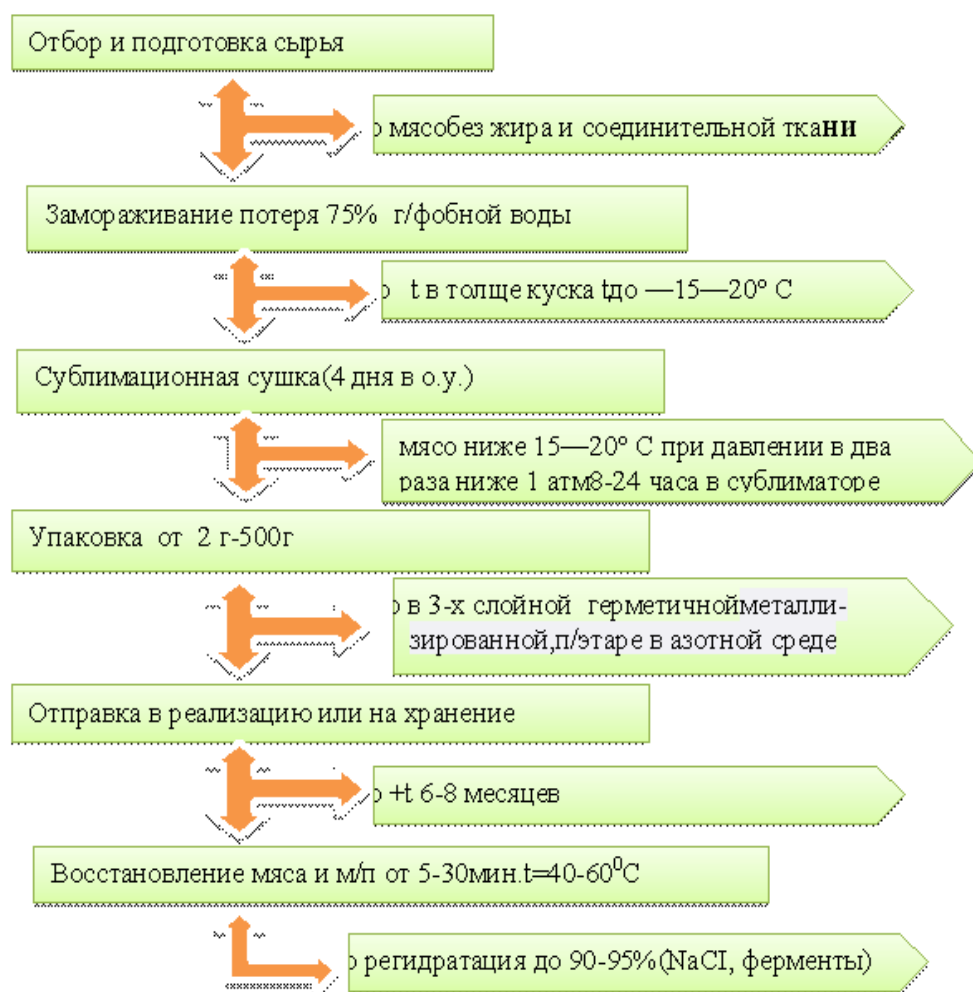 Отбор и подготовка сырья
о мясобез жира и соединительной ткани
Замораживание потеря 75% г/фобной воды
о t в толще куска tдо —15—20° С
Сублимационная сушка(4 дня в о.у.)
мясо ниже 15—20° С при давлении в два
раза ниже 1 атм8-24 часа в сублиматоре
Упаковка от 2 г-500г
о в 3-х слойной герметичнойметалли-
зированной,п/этаре в азотной среде
Отправка в реализацию или на хранение
о +t 6-8 месяцев
Восстановление мяса и м/п от 5-30мин.t=40-60⁰С
о регидратация до 90-95%(NaCI, ферменты)